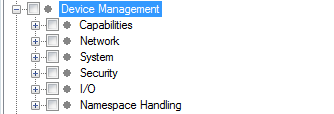 Device Management
Capabilities
Network
System
Security
I/O
Namespace Handling